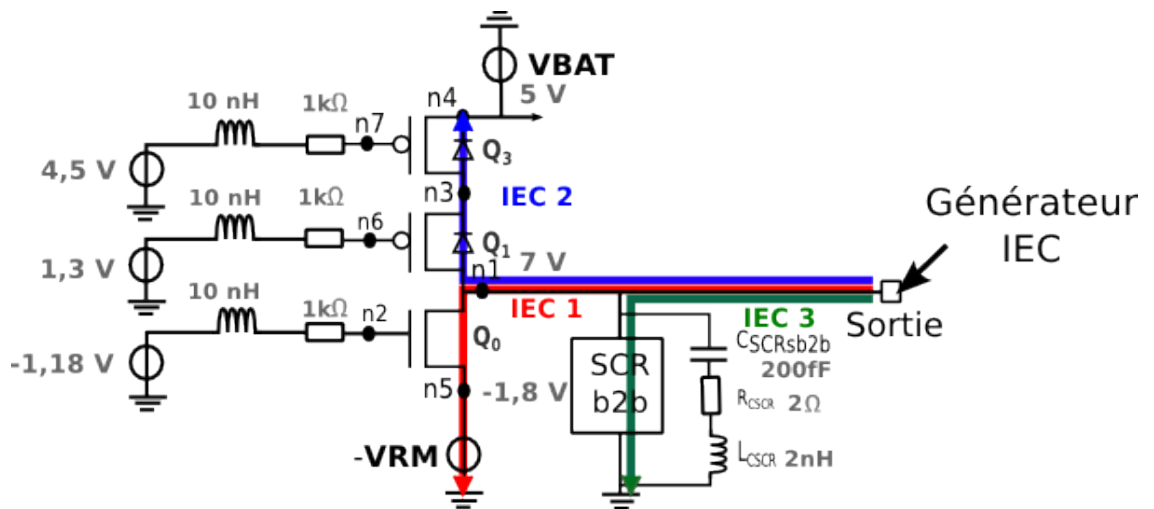 VBAT
5 V
10 nH
1kΩ
n7
n4
Q3
4,5 V
n3
IEC 2
10 nH
1kΩ
n6
Q1
7 V
n1
1,3 V
Générateur
IEC
10 nH
1kΩ
n2
Q0
IEC 1
IEC 3
Sortie
-1,18 V
n5
-1,8 V
SCR
b2b
CSCRsb2b
200fF
RCSCR 2Ω
LCSCR 2nH
-VRM